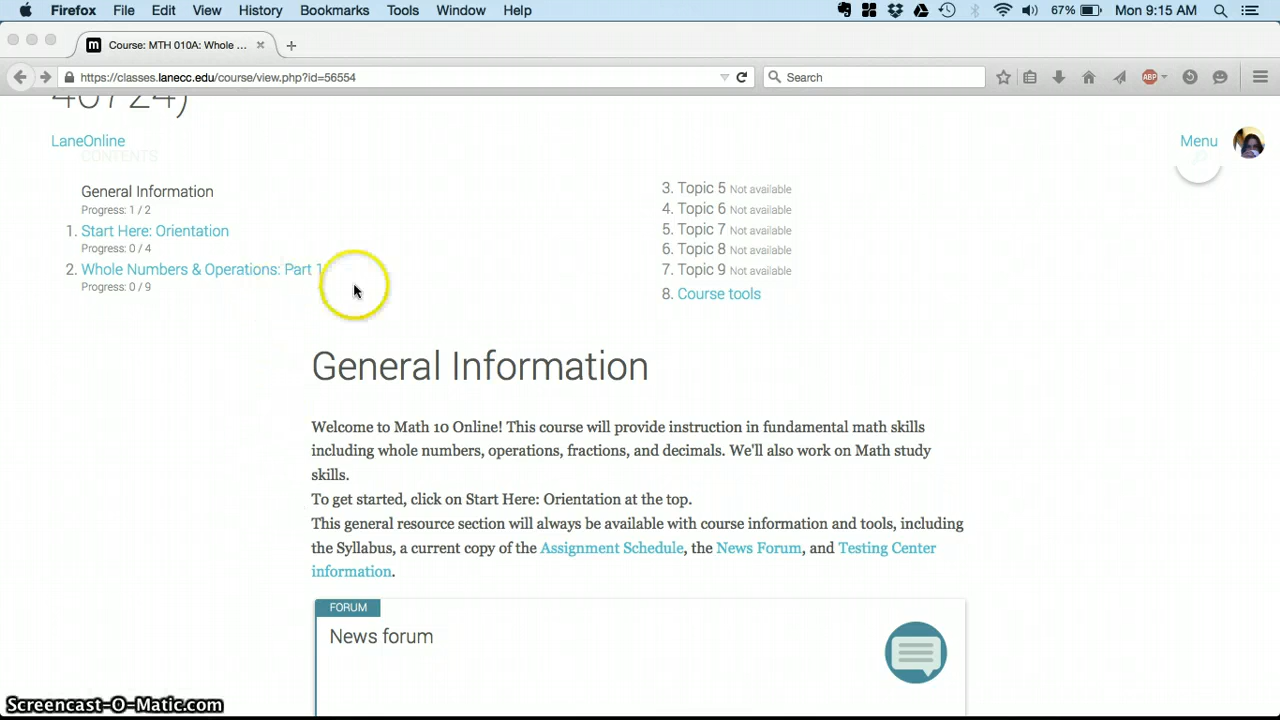 Firefox File Edit View History Bookmarks Tools Window Help 67% Mon 9:15 AM
m Course: MTH 010A: Whole ...
https://classes.lanecc.edu/course/view.php?id=56554 Search ABP
40724)
LaneOnline Menu
CONTENTS
General Information
Progress: 1 / 2
1. Start Here: Orientation
Progress: 0 / 4
2. Whole Numbers & Operations: Part 1
Progress: 0 / 9
3. Topic 5 Not available
4. Topic 6 Not available
5. Topic 7 Not available
6. Topic 8 Not available
7. Topic 9 Not available
8. Course tools
General Information
Welcome to Math 10 Online! This course will provide instruction in fundamental math skills
including whole numbers, operations, fractions, and decimals. We'll also work on Math study
skills.
To get started, click on Start Here: Orientation at the top.
This general resource section will always be available with course information and tools, including
the Syllabus, a current copy of the Assignment Schedule, the News Forum, and Testing Center
information.
FORUM
News forum
Screencast-O-Matic.com